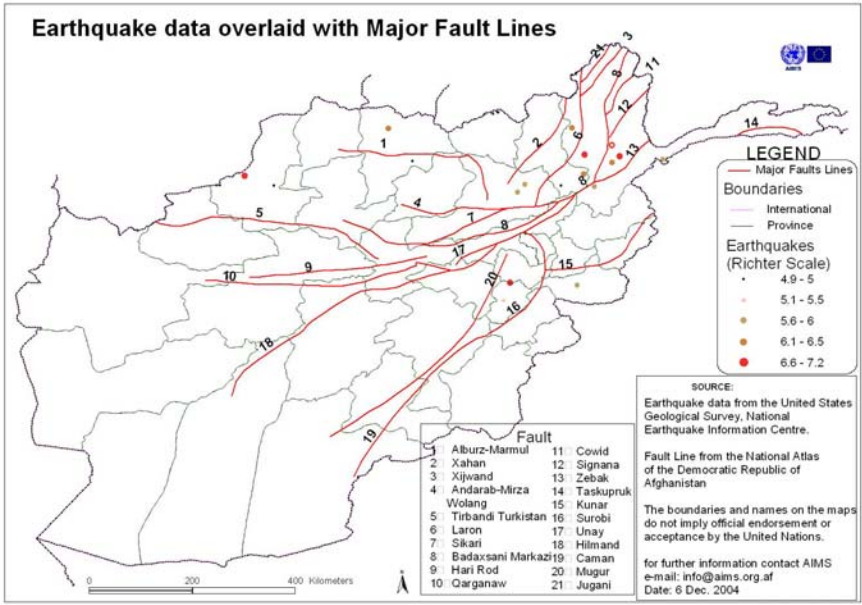 Earthquake data overlaid with Major Fault Lines
AIMS
21
3
8
11
12
6
2
14
13
8
1
4
7
8
5
17
9
10
20
15
16
18
19
LEGEND
Major Faults Lines
Boundaries
International
Province
Earthquakes
(Richter Scale)
4.9 - 5
5.1 - 5.5
5.6 - 6
6.1 - 6.5
6.6 - 7.2
SOURCE:
Earthquake data from the United States
Geological Survey, National
Earthquake Information Centre.
Fault Line from the National Atlas
of the Democratic Republic of
Afghanistan
The boundaries and names on the maps
do not imply official endorsement or
acceptance by the United Nations.
for further information contact AIMS
e-mail: info@aims.org.af
Date: 6 Dec. 2004
Fault
1 Alburz-Marmul
2 Xahan
3 Xijwand
4 Andarab-Mirza
Wolang
5 Tirbandi Turkistan
6 Laron
7 Sikari
8 Badaxsani Markazi
9 Hari Rod
10 Qarganaw
11 Cowid
12 Signana
13 Zebak
14 Taskupruk
15 Kunar
16 Surobi
17 Unay
18 Hilmand
19 Caman
20 Mugur
21 Jugani
0 200 400 Kilometers
N